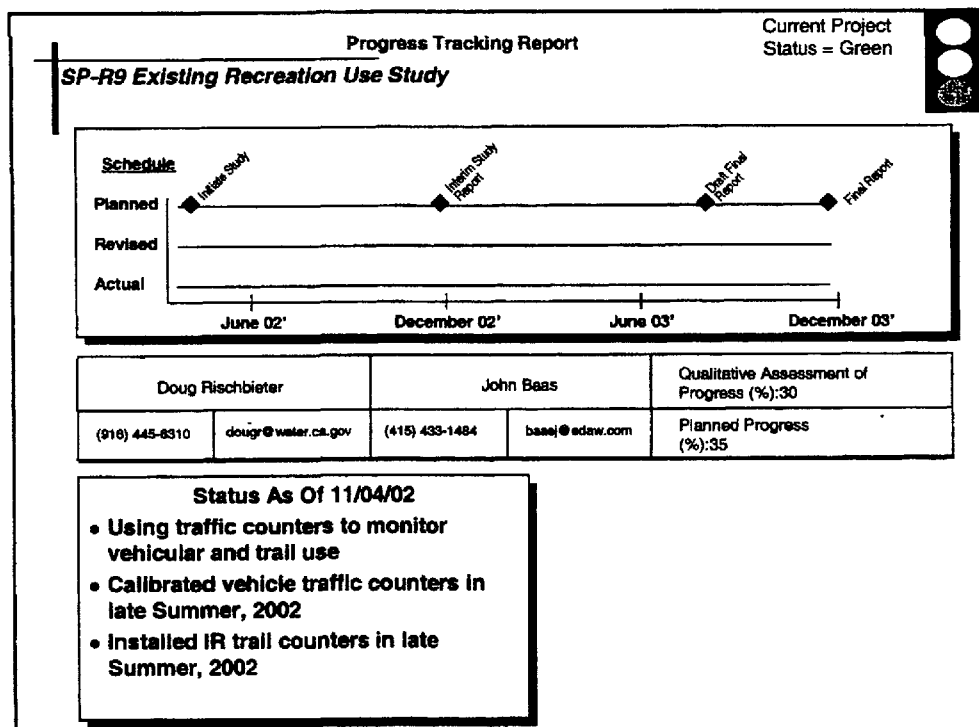 Progress Tracking Report
Current Project
Status = Green
SP-R9 Existing Recreation Use Study
Schedule
Initiate Study
Interim Study
Report
Draft Final
Report
Final Report
Planned
Revised
Actual
June 02'
December 02'
June 03'
December 03'
Doug Rischbieter
John Baas
Qualitative Assessment of
Progress (%):30
(916) 445-6310
dougr@water.ca.gov
(415) 433-1484
baasj@edaw.com
Planned Progress
(%):35
Status As Of 11/04/02
• Using traffic counters to monitor
vehicular and trail use
• Calibrated vehicle traffic counters in
late Summer, 2002
• Installed IR trail counters in late
Summer, 2002